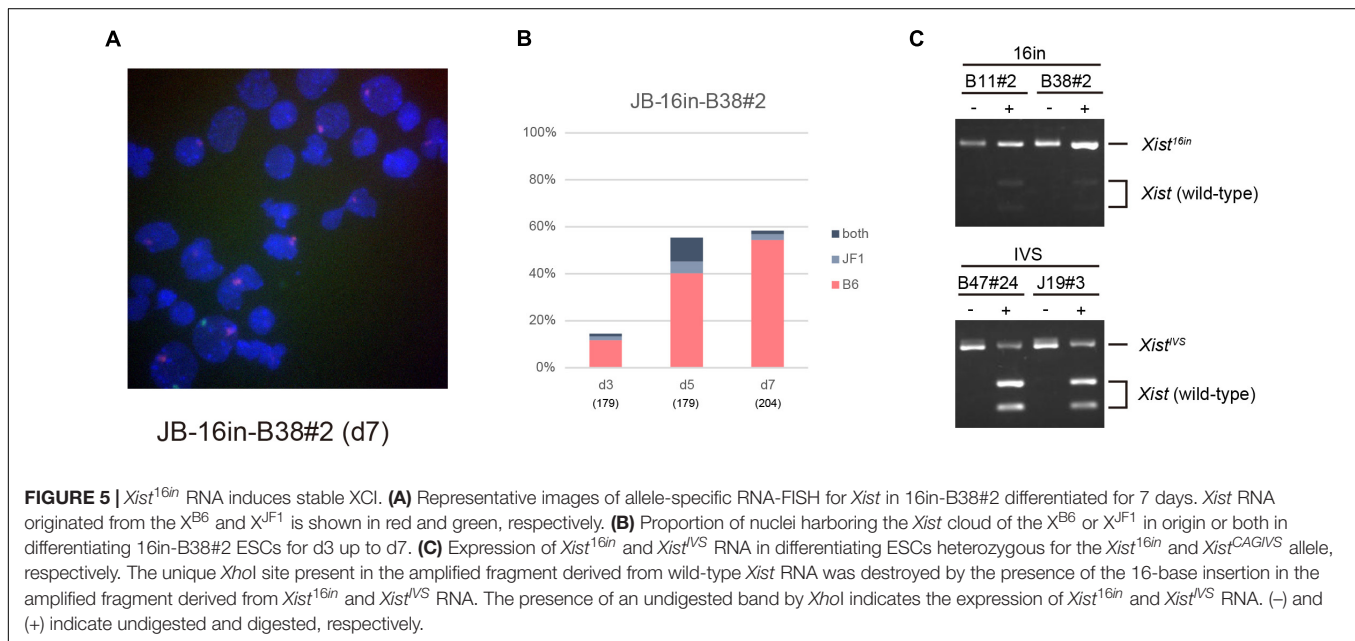 A
JB-16in-B38#2 (d7)
B
JB-16in-B38#2
100%
80%
60%
40%
20%
0%
d3
d5
d7
(179)
(179)
(204)
both
JF1
B6
C
16in
B11#2 B38#2
- + - +
Xist16in
Xist (wild-type)
IVS
B47#24 J19#3
- + - +
XistIVS
Xist (wild-type)
FIGURE 5 | Xist16in RNA induces stable XCI. (A) Representative images of allele-specific RNA-FISH for Xist in 16in-B38#2 differentiated for 7 days. Xist RNA
originated from the XB6 and XJF1 is shown in red and green, respectively. (B) Proportion of nuclei harboring the Xist cloud of the XB6 or XJF1 in origin or both in
differentiating 16in-B38#2 ESCs for d3 up to d7. (C) Expression of Xist16in and XistIVS RNA in differentiating ESCs heterozygous for the Xist16in and XistCAGIVS allele,
respectively. The unique XhoI site present in the amplified fragment derived from wild-type Xist RNA was destroyed by the presence of the 16-base insertion in the
amplified fragment derived from Xist16in and XistIVS RNA. The presence of an undigested band by XhoI indicates the expression of Xist16in and XistIVS RNA. (–) and
(+) indicate undigested and digested, respectively.